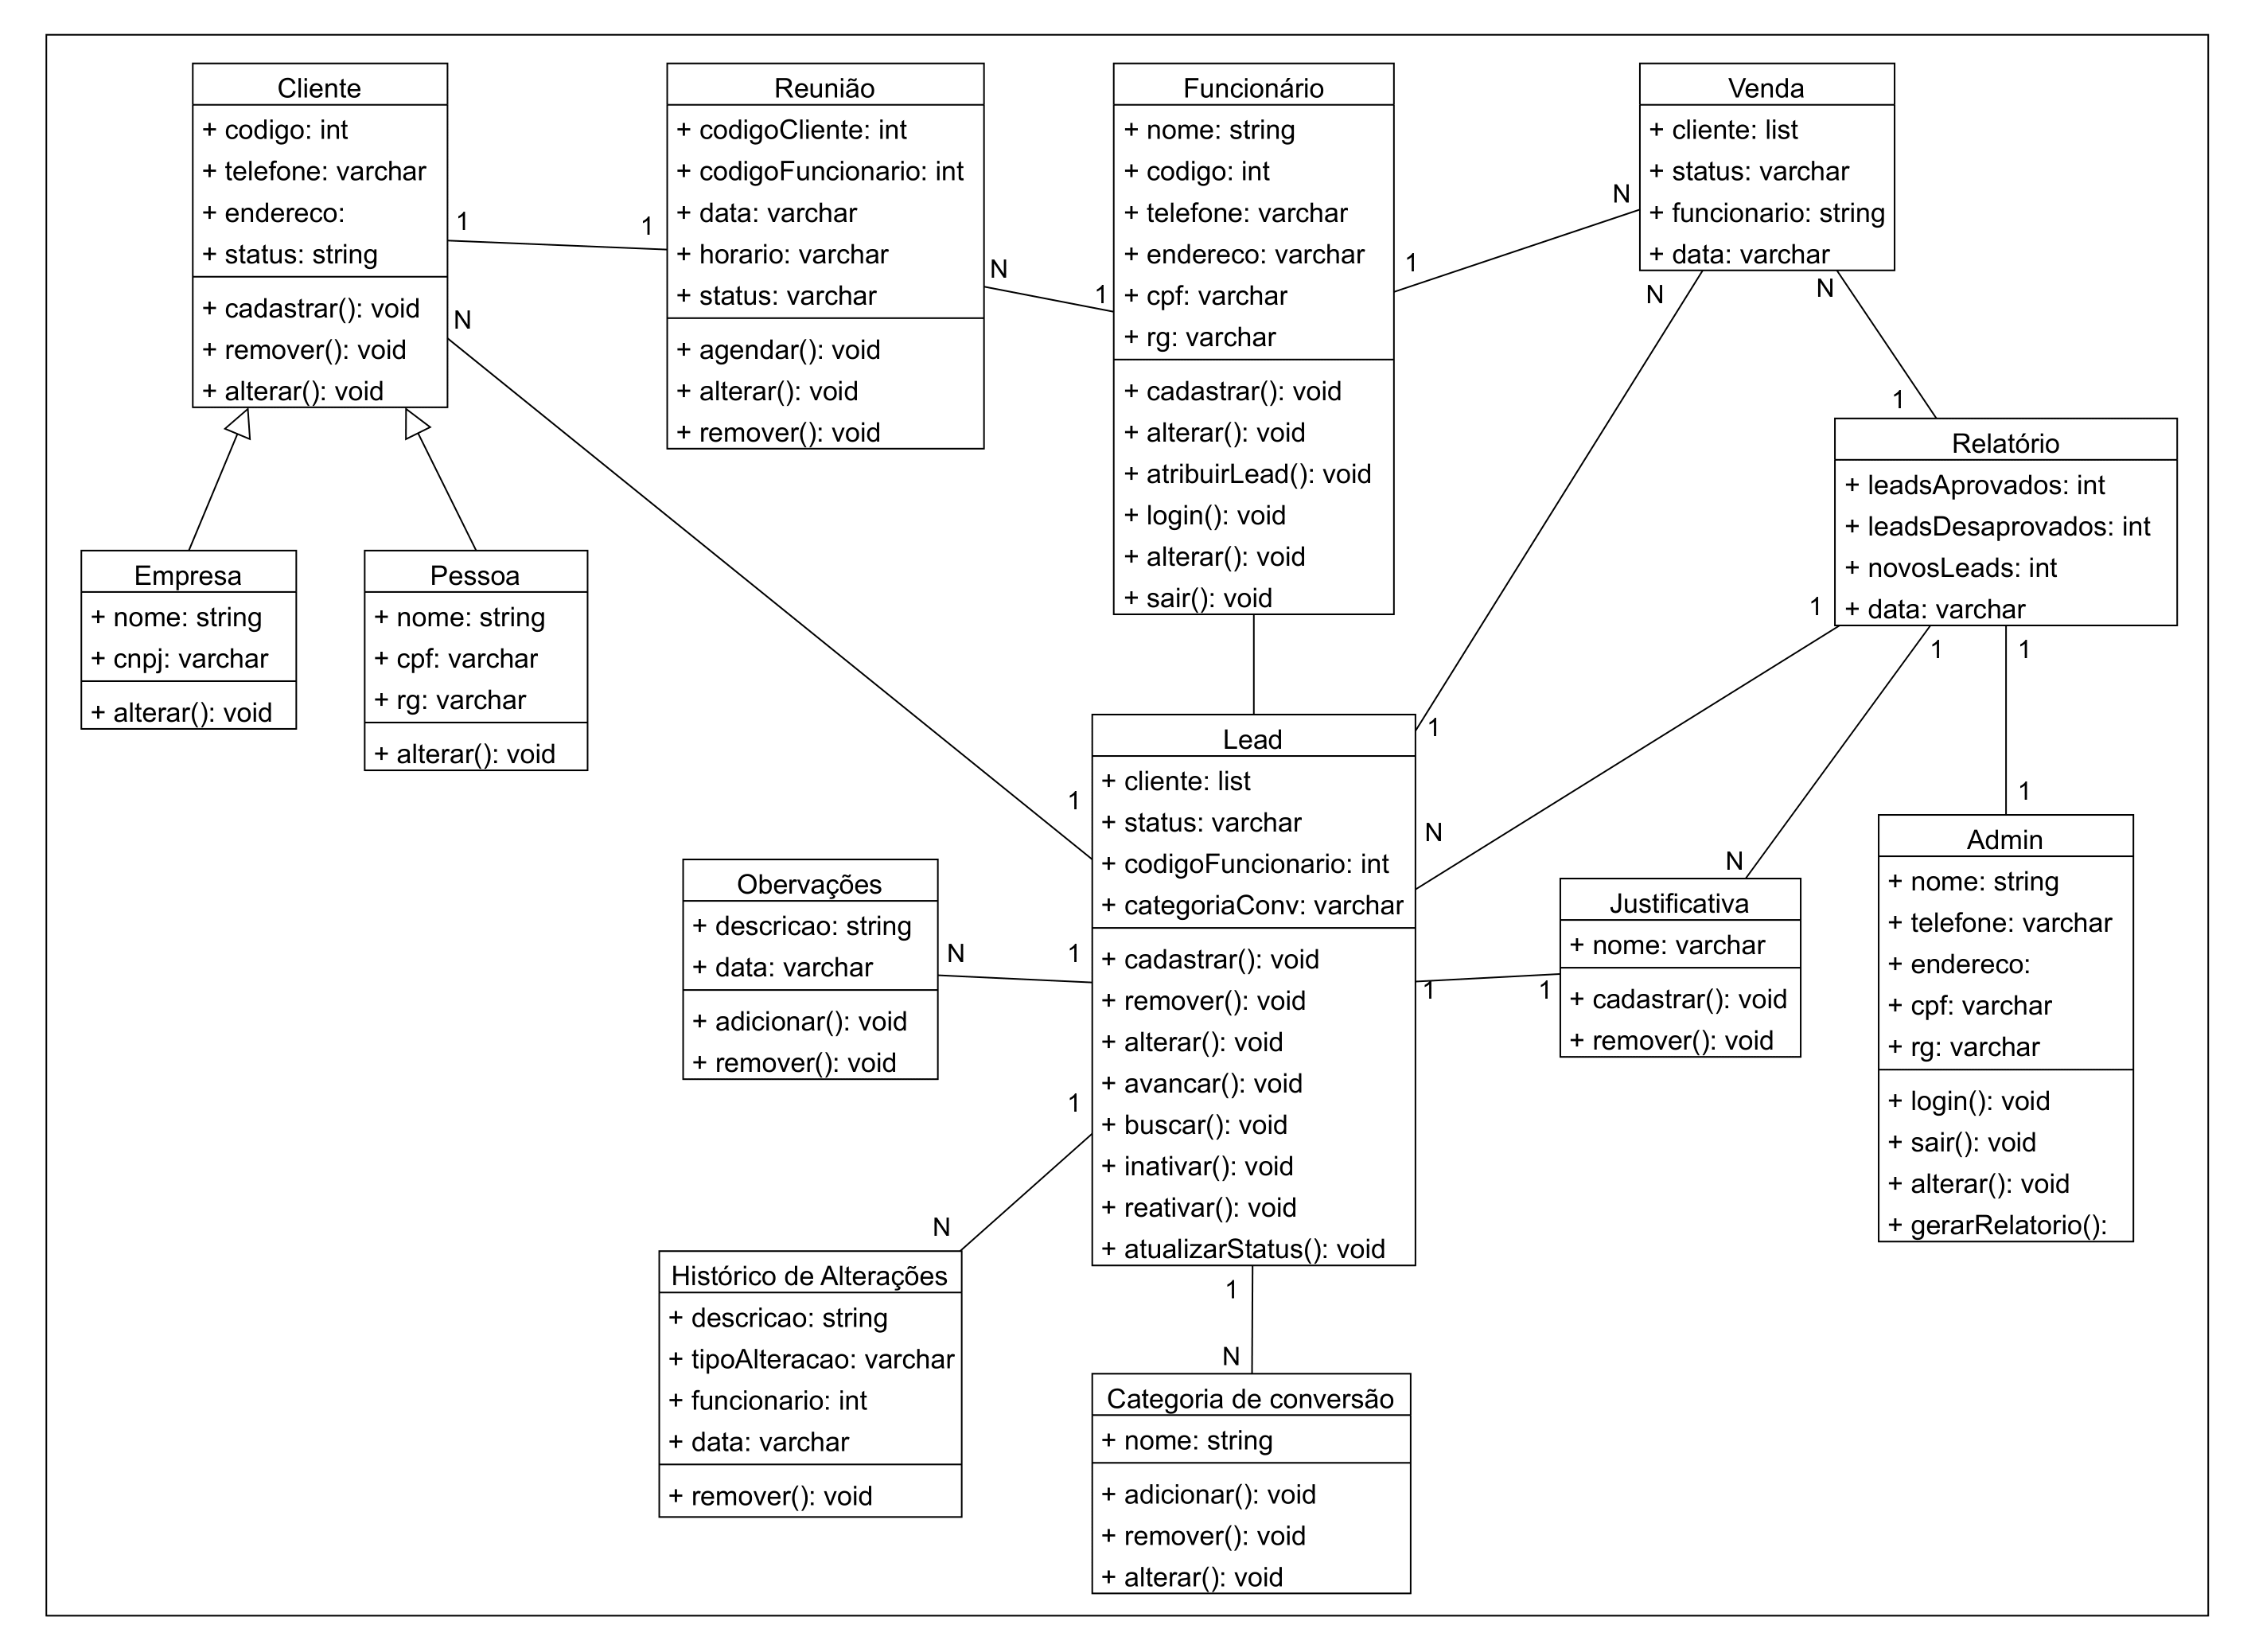 Cliente
+ codigo: int
+ telefone: varchar
+ endereco:
+ status: string
+ cadastrar(): void
+ remover(): void
+ alterar(): void
1
N
Reunião
+ codigoCliente: int
+ codigoFuncionario: int
+ data: varchar
+ horario: varchar
+ status: varchar
+ agendar(): void
+ alterar(): void
+ remover(): void
1
N
Funcionário
+ nome: string
+ codigo: int
+ telefone: varchar
+ endereco: varchar
+ cpf: varchar
+ rg: varchar
+ cadastrar(): void
+ alterar(): void
+ atribuirLead(): void
+ login(): void
+ alterar(): void
+ sair(): void
1
1
Venda
+ cliente: list
+ status: varchar
+ funcionario: string
+ data: varchar
N
N
N
1
Relatório
+ leadsAprovados: int
+ leadsDesaprovados: int
+ novosLeads: int
+ data: varchar
1
1
1
Empresa
+ nome: string
+ cnpj: varchar
+ alterar(): void
Pessoa
+ nome: string
+ cpf: varchar
+ rg: varchar
+ alterar(): void
Lead
+ cliente: list
+ status: varchar
+ codigoFuncionario: int
+ categoriaConv: varchar
+ cadastrar(): void
+ remover(): void
+ alterar(): void
+ avancar(): void
+ buscar(): void
+ inativar(): void
+ reativar(): void
+ atualizarStatus(): void
1
1
N
1
1
1
1
1
Obervações
+ descricao: string
+ data: varchar
+ adicionar(): void
+ remover(): void
N
Justificativa
+ nome: varchar
+ cadastrar(): void
+ remover(): void
N
1
1
Admin
+ nome: string
+ telefone: varchar
+ endereco:
+ cpf: varchar
+ rg: varchar
+ login(): void
+ sair(): void
+ alterar(): void
+ gerarRelatorio():
N
Histórico de Alterações
+ descricao: string
+ tipoAlteracao: varchar
+ funcionario: int
+ data: varchar
+ remover(): void
N
Categoria de conversão
+ nome: string
+ adicionar(): void
+ remover(): void
+ alterar(): void